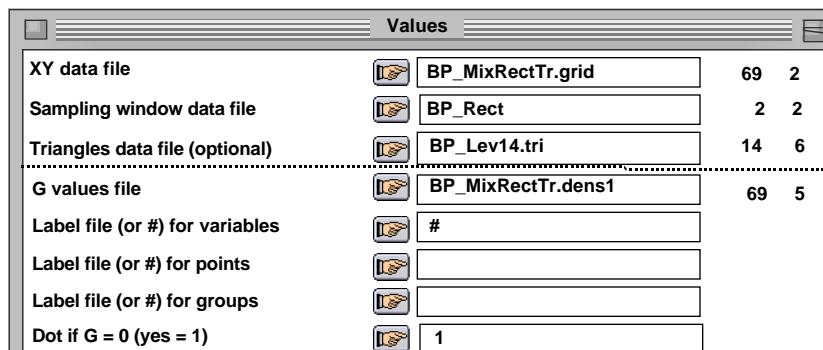 Values
XY data file BP_MixRectTr.grid 69 2
Sampling window data file BP_Rect 2 2
Triangles data file (optional) BP_Lev14.tri 14 6
G values file BP_MixRectTr.dens1 69 5
Label file (or #) for variables #
Label file (or #) for points
Label file (or #) for groups
Dot if G = 0 (yes = 1) 1